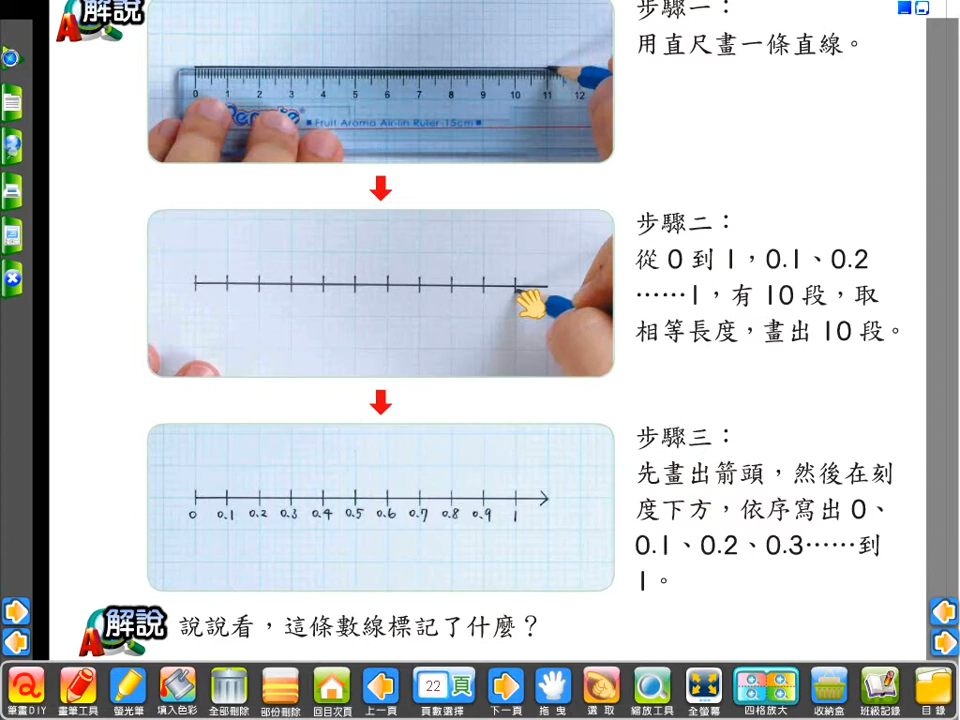 解說
步驟一：
用直尺畫一條直線。
0 1 2 3 4 5 6 7 8 9 10 11 12
Fruit Aroma Air-in Ruler 15cm
步驟二：
從 0 到 1，0.1、0.2
……1，有 10 段，取
相等長度，畫出 10 段。
步驟三：
先畫出箭頭，然後在刻
度下方，依序寫出 0、
0.1、0.2、0.3……到
1。
0 0.1 0.2 0.3 0.4 0.5 0.6 0.7 0.8 0.9 1
解說 說說看，這條數線標記了什麼？
22 頁
筆畫DIY 畫筆工具 螢光筆 填入色彩 全部刪除 部份刪除 回目次頁 上一頁 頁數選擇 下一頁 拖曳 選取 縮放工具 全螢幕 四格放大 收納盒 班級記錄 目錄